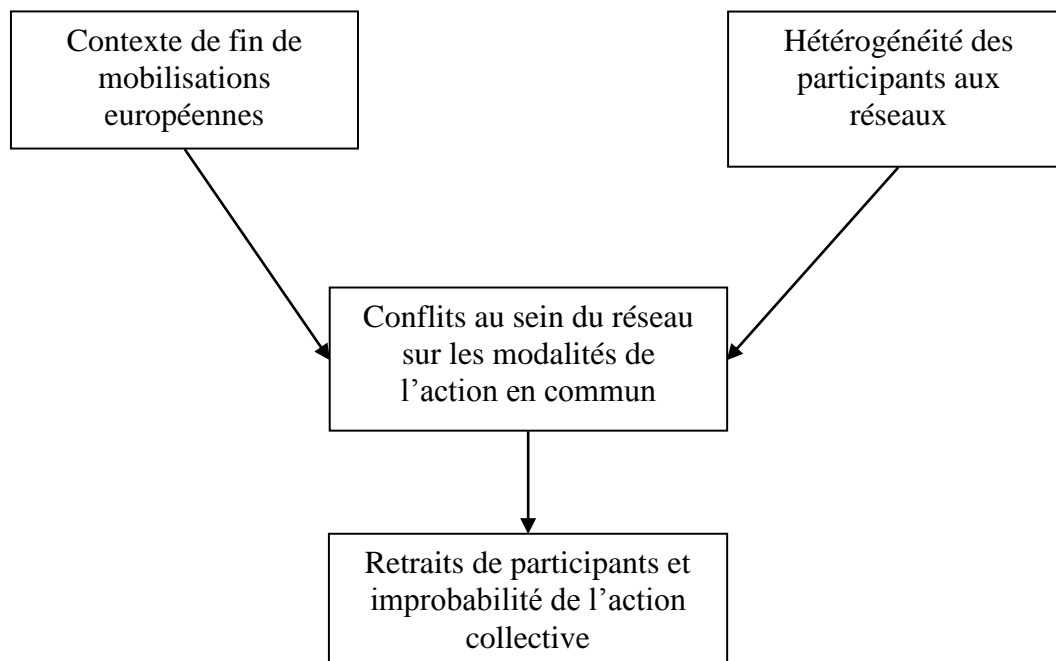 Contexte de fin de
mobilisations
européennes
Hétérogénéité des
participants aux
réseaux
Conflits au sein du réseau
sur les modalités de
l’action en commun
Retraits de participants et
improbabilité de l’action
collective